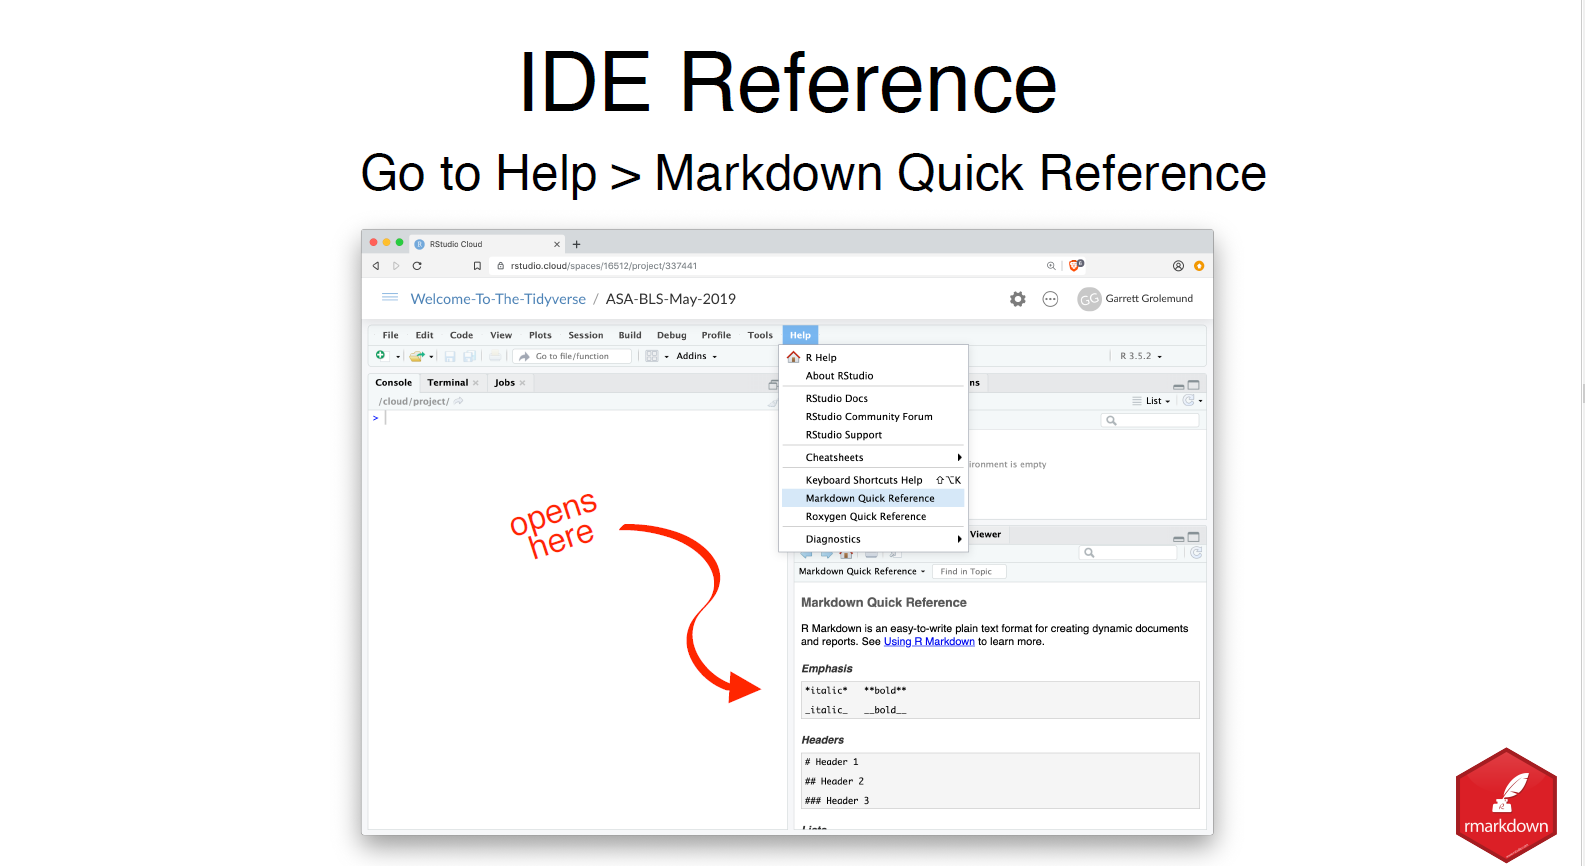 IDE Reference
Go to Help > Markdown Quick Reference
RStudio Cloud
rstudio.cloud/spaces/16512/project/337441
Welcome-To-The-Tidyverse / ASA-BLS-May-2019
GG Garrett Grolemund
File Edit Code View Plots Session Build Debug Profile Tools Help
Go to file/function Addins R 3.5.2
R Help
About RStudio
RStudio Docs
RStudio Community Forum
RStudio Support
Cheatsheets
Keyboard Shortcuts Help ⇧⌥K
Markdown Quick Reference
Roxygen Quick Reference
Diagnostics
Console Terminal Jobs
/cloud/project/
>
ns
List
ironment is empty
opens
here
Viewer
Markdown Quick Reference Find in Topic
Markdown Quick Reference
R Markdown is an easy-to-write plain text format for creating dynamic documents
and reports. See Using R Markdown to learn more.
Emphasis
*italic* **bold**
_italic_ __bold__
Headers
# Header 1
## Header 2
### Header 3
Lists
rmarkdown